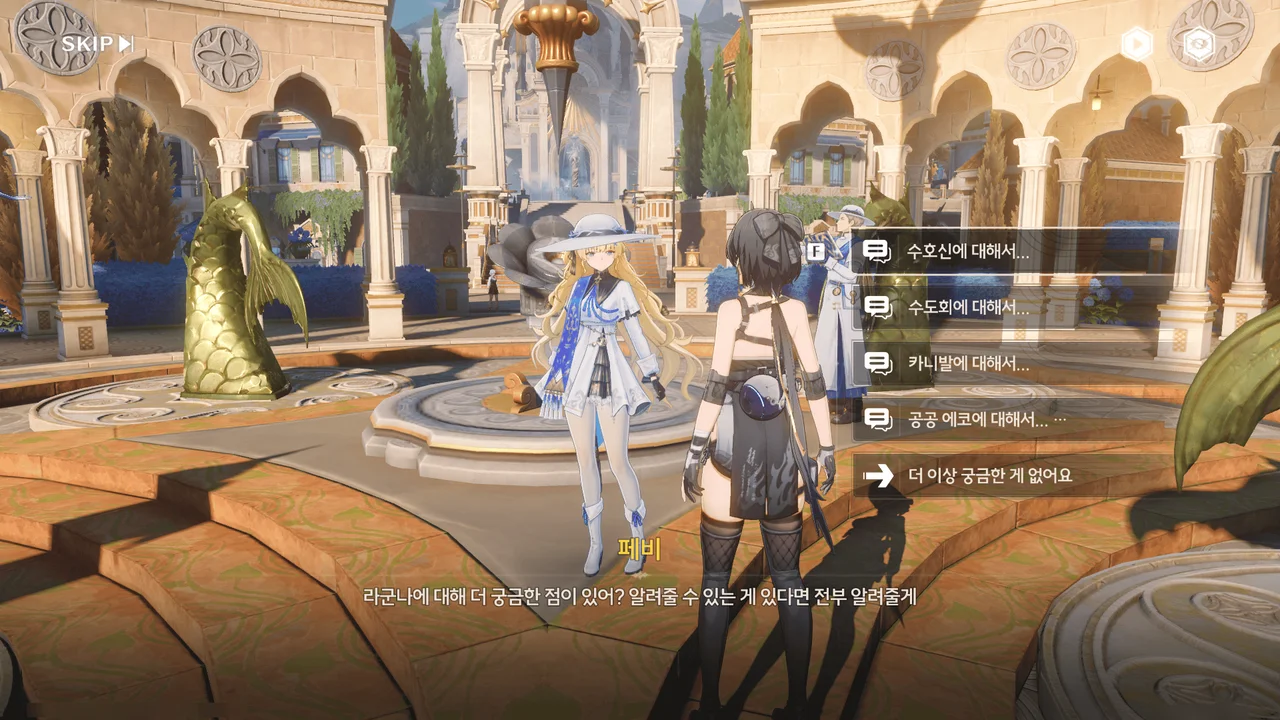 SKIP
F
수호신에 대해서...
수도회에 대해서...
카니발에 대해서...
공공 에코에 대해서... ...
더 이상 궁금한 게 없어요
페비
라군나에 대해 더 궁금한 점이 있어? 알려줄 수 있는 게 있다면 전부 알려줄게